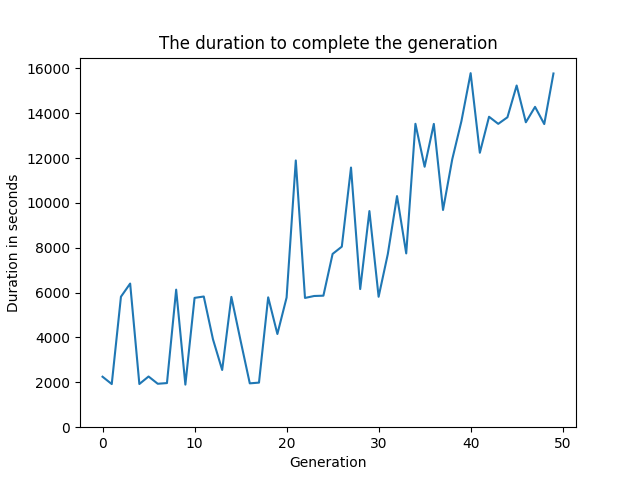 The duration to complete the generation
16000
14000
12000
10000
8000
6000
4000
2000
0
Duration in seconds
0 10 20 30 40 50
Generation